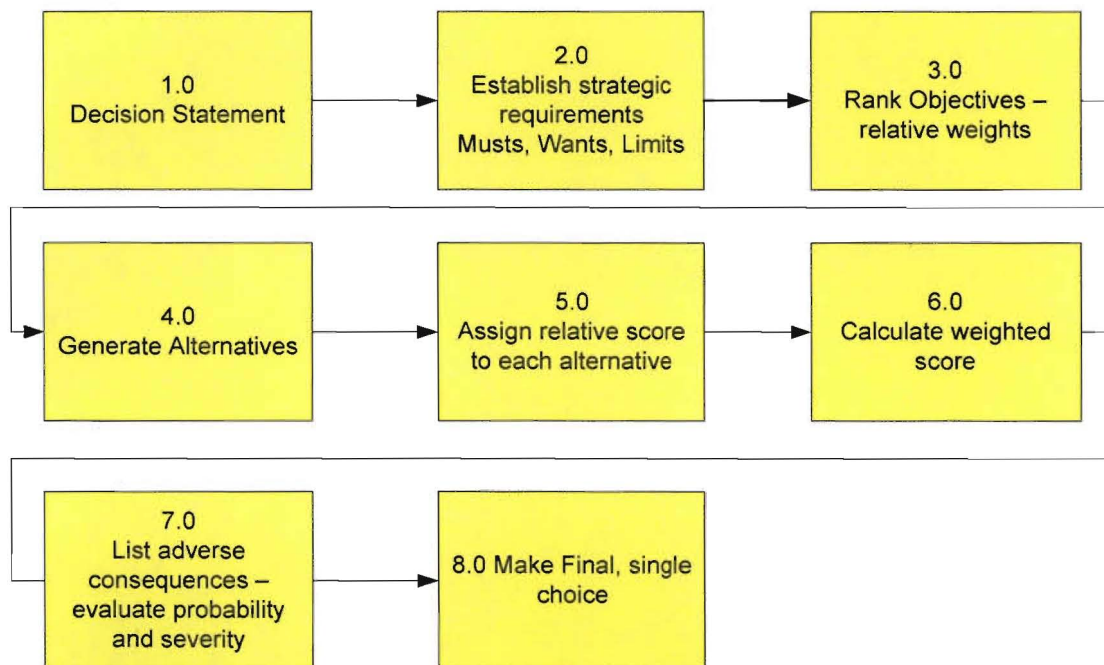 1.0
Decision Statement
2.0
Establish strategic
requirements
Musts, Wants, Limits
3.0
Rank Objectives –
relative weights
4.0
Generate Alternatives
5.0
Assign relative score
to each alternative
6.0
Calculate weighted
score
7.0
List adverse
consequences –
evaluate probability
and severity
8.0 Make Final, single
choice